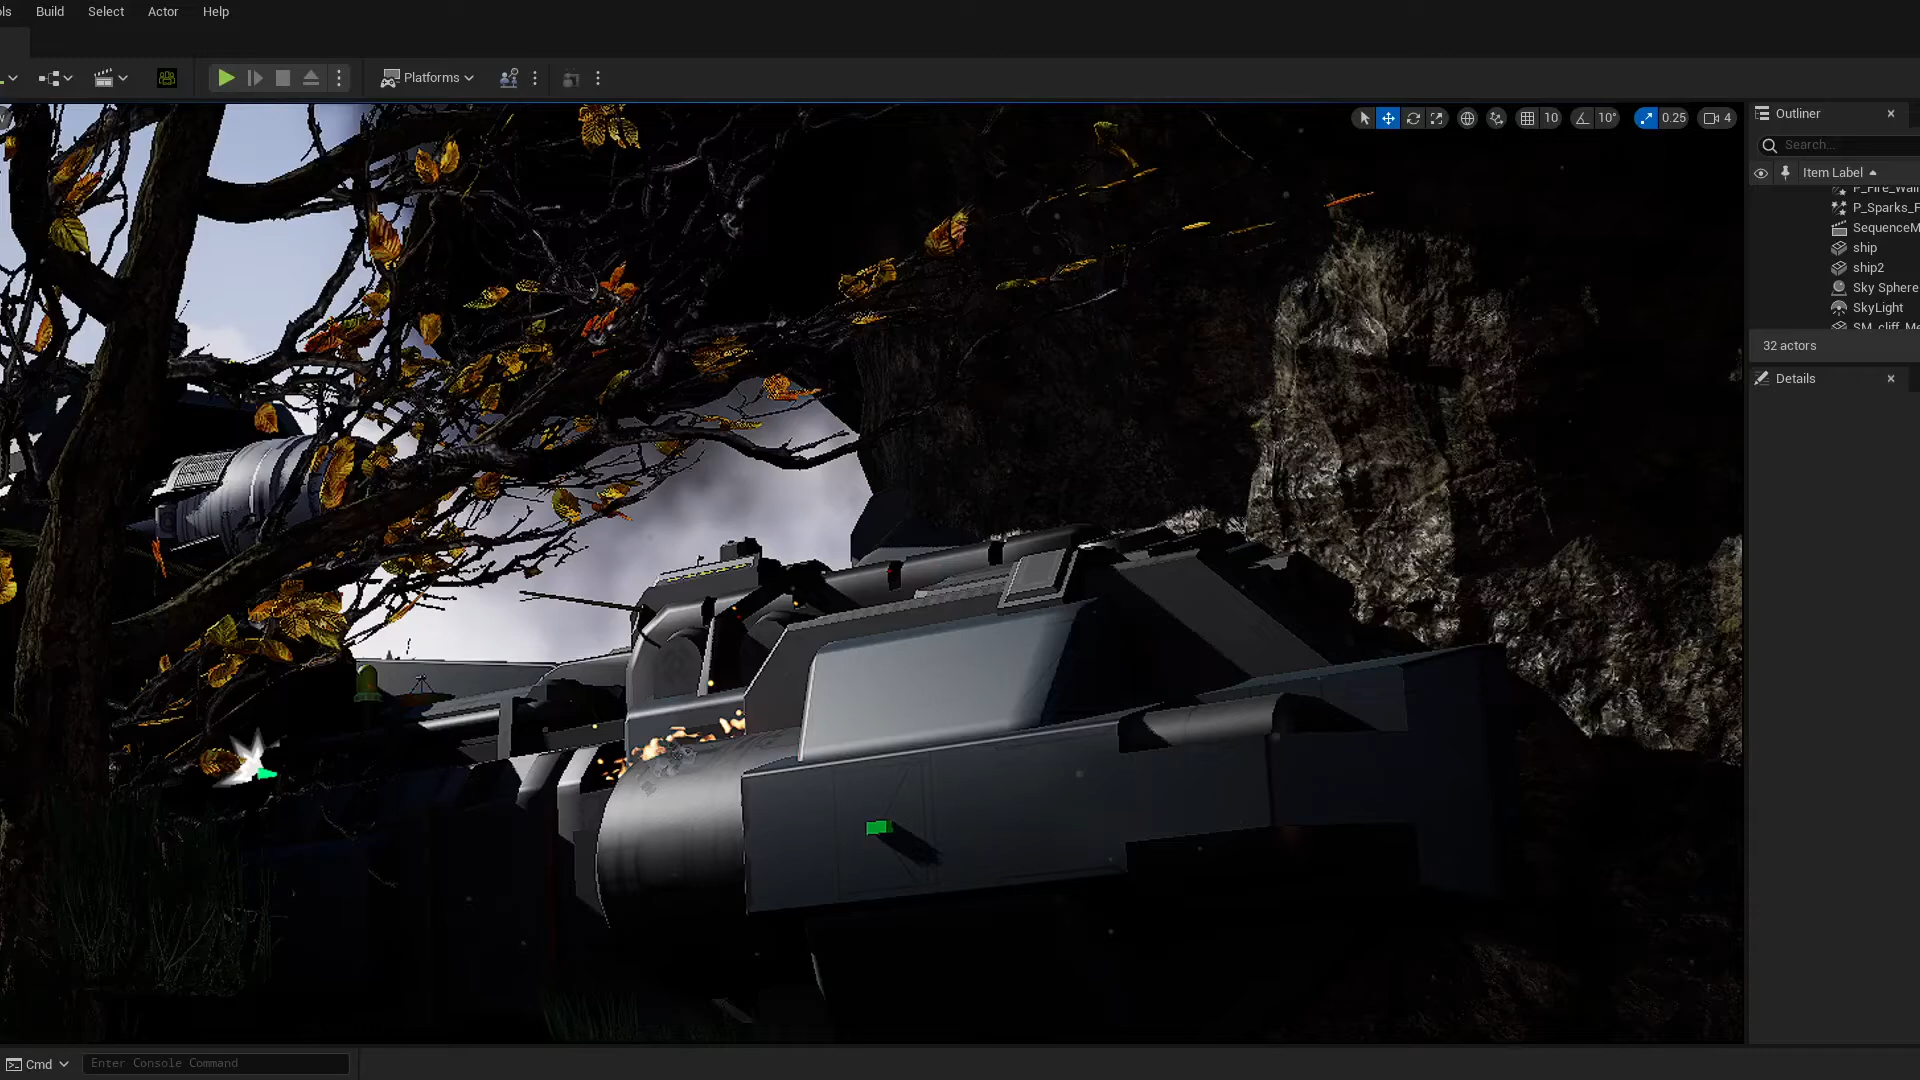 Build Select Actor Help
Platforms
10 10° 0.25 4
Outliner
Search...
Item Label
P_Sparks_F
SequenceM
ship
ship2
Sky Sphere
SkyLight
SM_cliff_Me
32 actors
Details
Cmd Enter Console Command